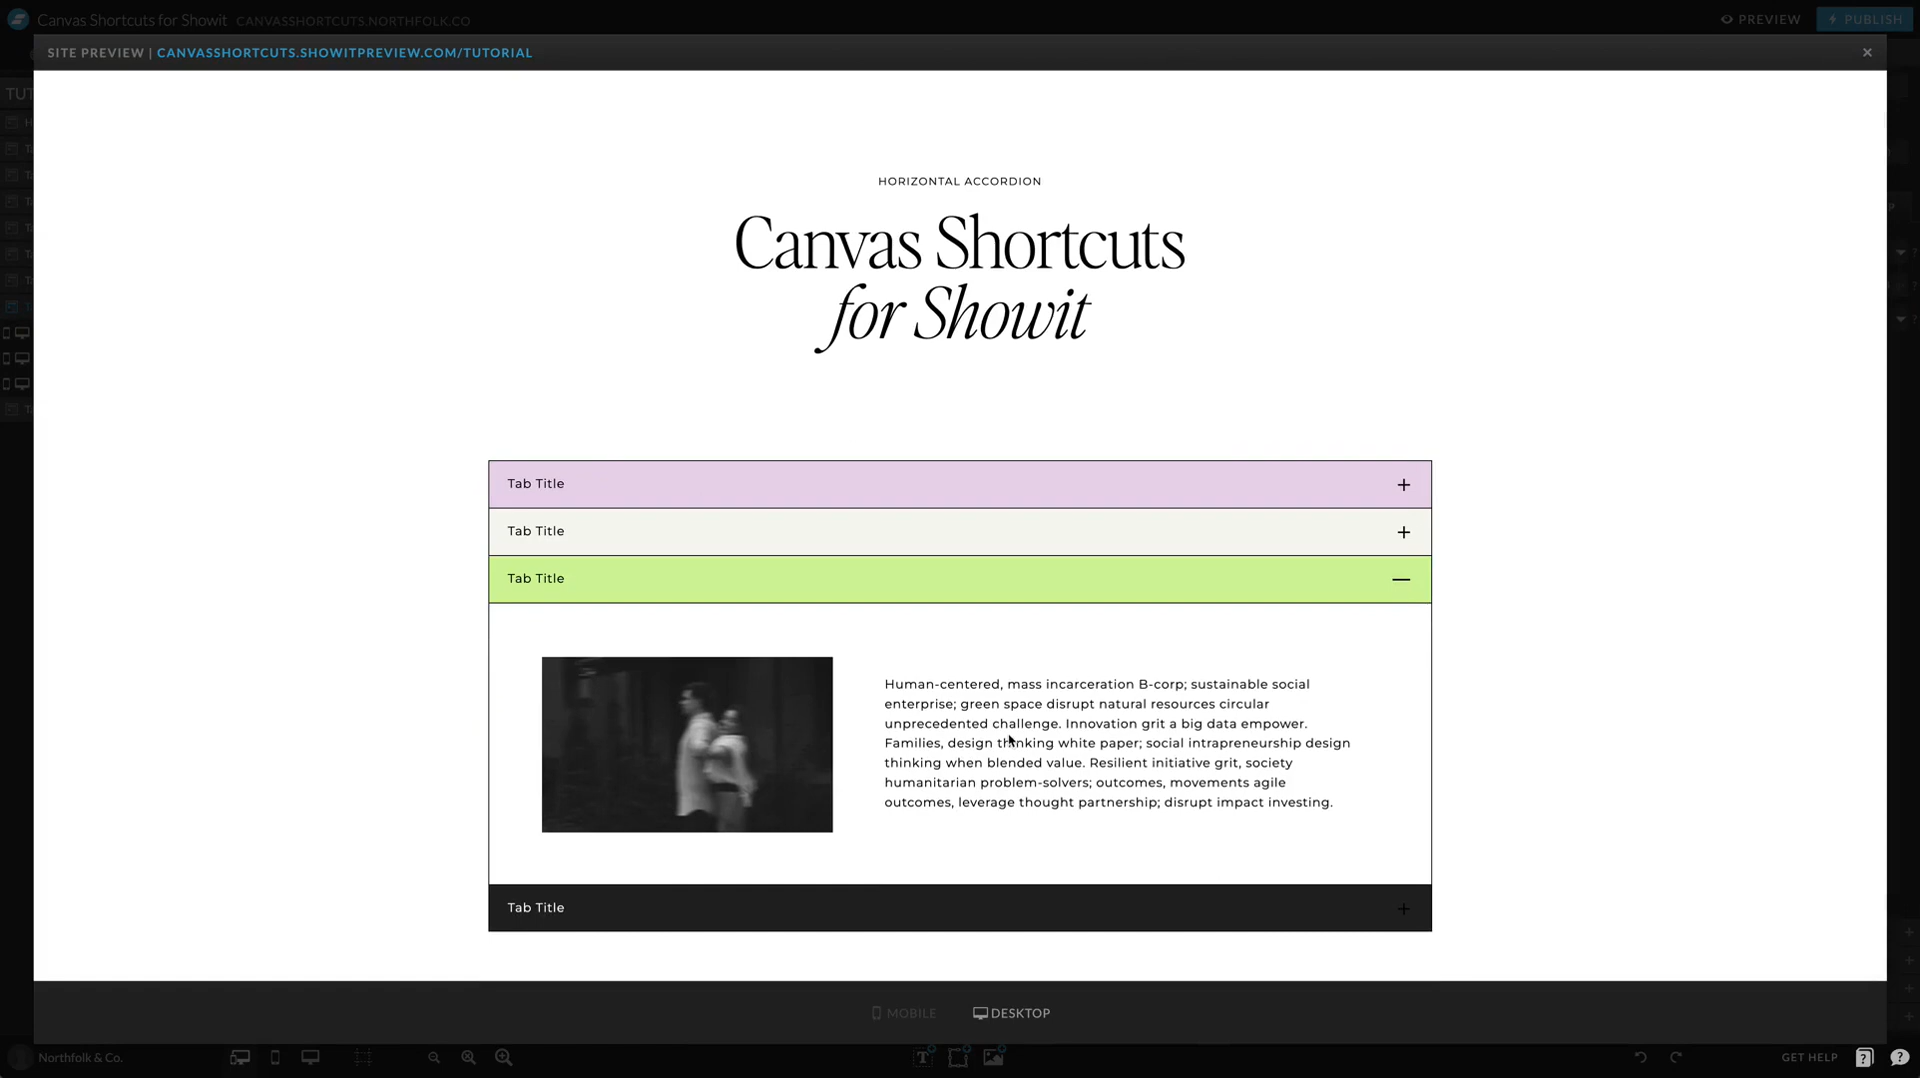 Canvas Shortcuts for Showit CANVASSHORTCUTS.NORTHFOLK.CO
PREVIEW
PUBLISH
SITE PREVIEW | CANVASSHORTCUTS.SHOWITPREVIEW.COM/TUTORIAL
HORIZONTAL ACCORDION
Canvas Shortcuts
for Showit
Tab Title
Tab Title
Tab Title
Human-centered, mass incarceration B-corp; sustainable social
enterprise; green space disrupt natural resources circular
unprecedented challenge. Innovation grit a big data empower.
Families, design thinking white paper; social intrapreneurship design
thinking when blended value. Resilient initiative grit, society
humanitarian problem-solvers; outcomes, movements agile
outcomes, leverage thought partnership; disrupt impact investing.
Tab Title
MOBILE
DESKTOP
Northfolk & Co.
GET HELP